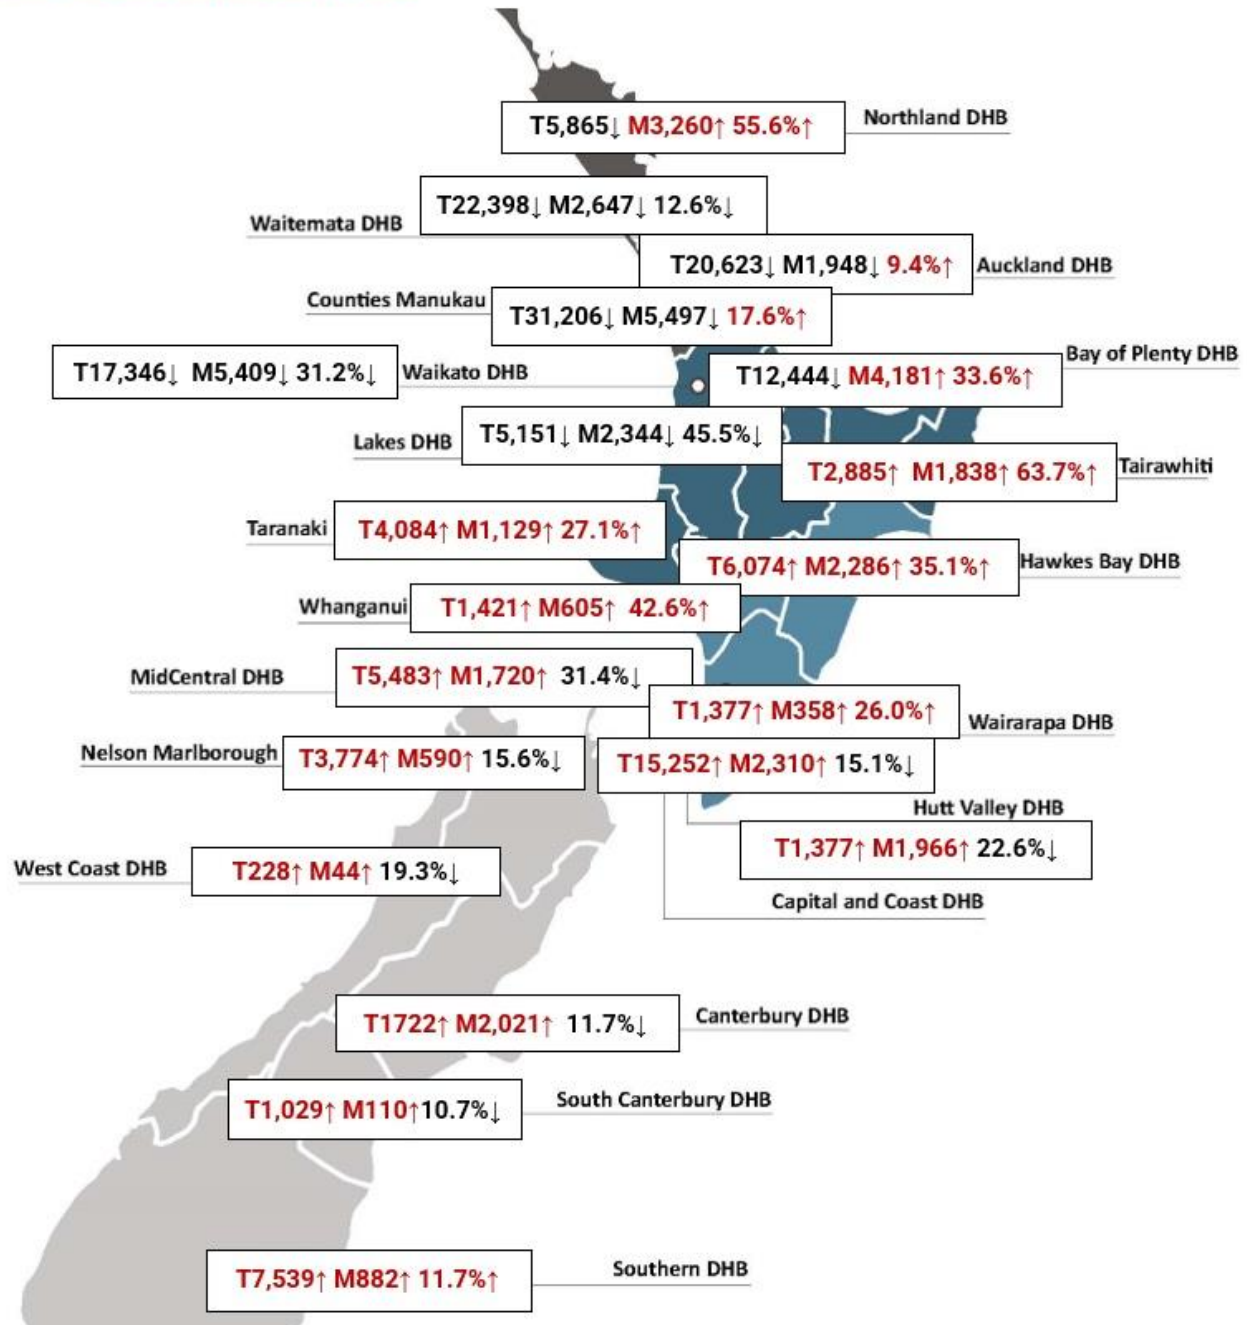 Northland DHB
T5,865↓ M3,260↑ 55.6%↑
Waitemata DHB
T22,398↓ M2,647↓ 12.6%↓
T20,623↓ M1,948↓ 9.4%↑
Auckland DHB
Counties Manukau
T31,206↓ M5,497↓ 17.6%↑
Bay of Plenty DHB
T17,346↓ M5,409↓ 31.2%↓
Waikato DHB
T12,444↓ M4,181↑ 33.6%↑
Lakes DHB
T5,151↓ M2,344↓ 45.5%↓
T2,885↑ M1,838↑ 63.7%↑
Tairawhiti
Taranaki
T4,084↑ M1,129↑ 27.1%↑
T6,074↑ M2,286↑ 35.1%↑
Hawkes Bay DHB
Whanganui
T1,421↑ M605↑ 42.6%↑
MidCentral DHB
T5,483↑ M1,720↑ 31.4%↓
T1,377↑ M358↑ 26.0%↑
Wairarapa DHB
Nelson Marlborough
T3,774↑ M590↑ 15.6%↓
T15,252↑ M2,310↑ 15.1%↓
Hutt Valley DHB
T1,377↑ M1,966↑ 22.6%↓
West Coast DHB
T228↑ M44↑ 19.3%↓
Capital and Coast DHB
T1722↑ M2,021↑ 11.7%↓
Canterbury DHB
T1,029↑ M110↑10.7%↓
South Canterbury DHB
T7,539↑ M882↑ 11.7%↑
Southern DHB